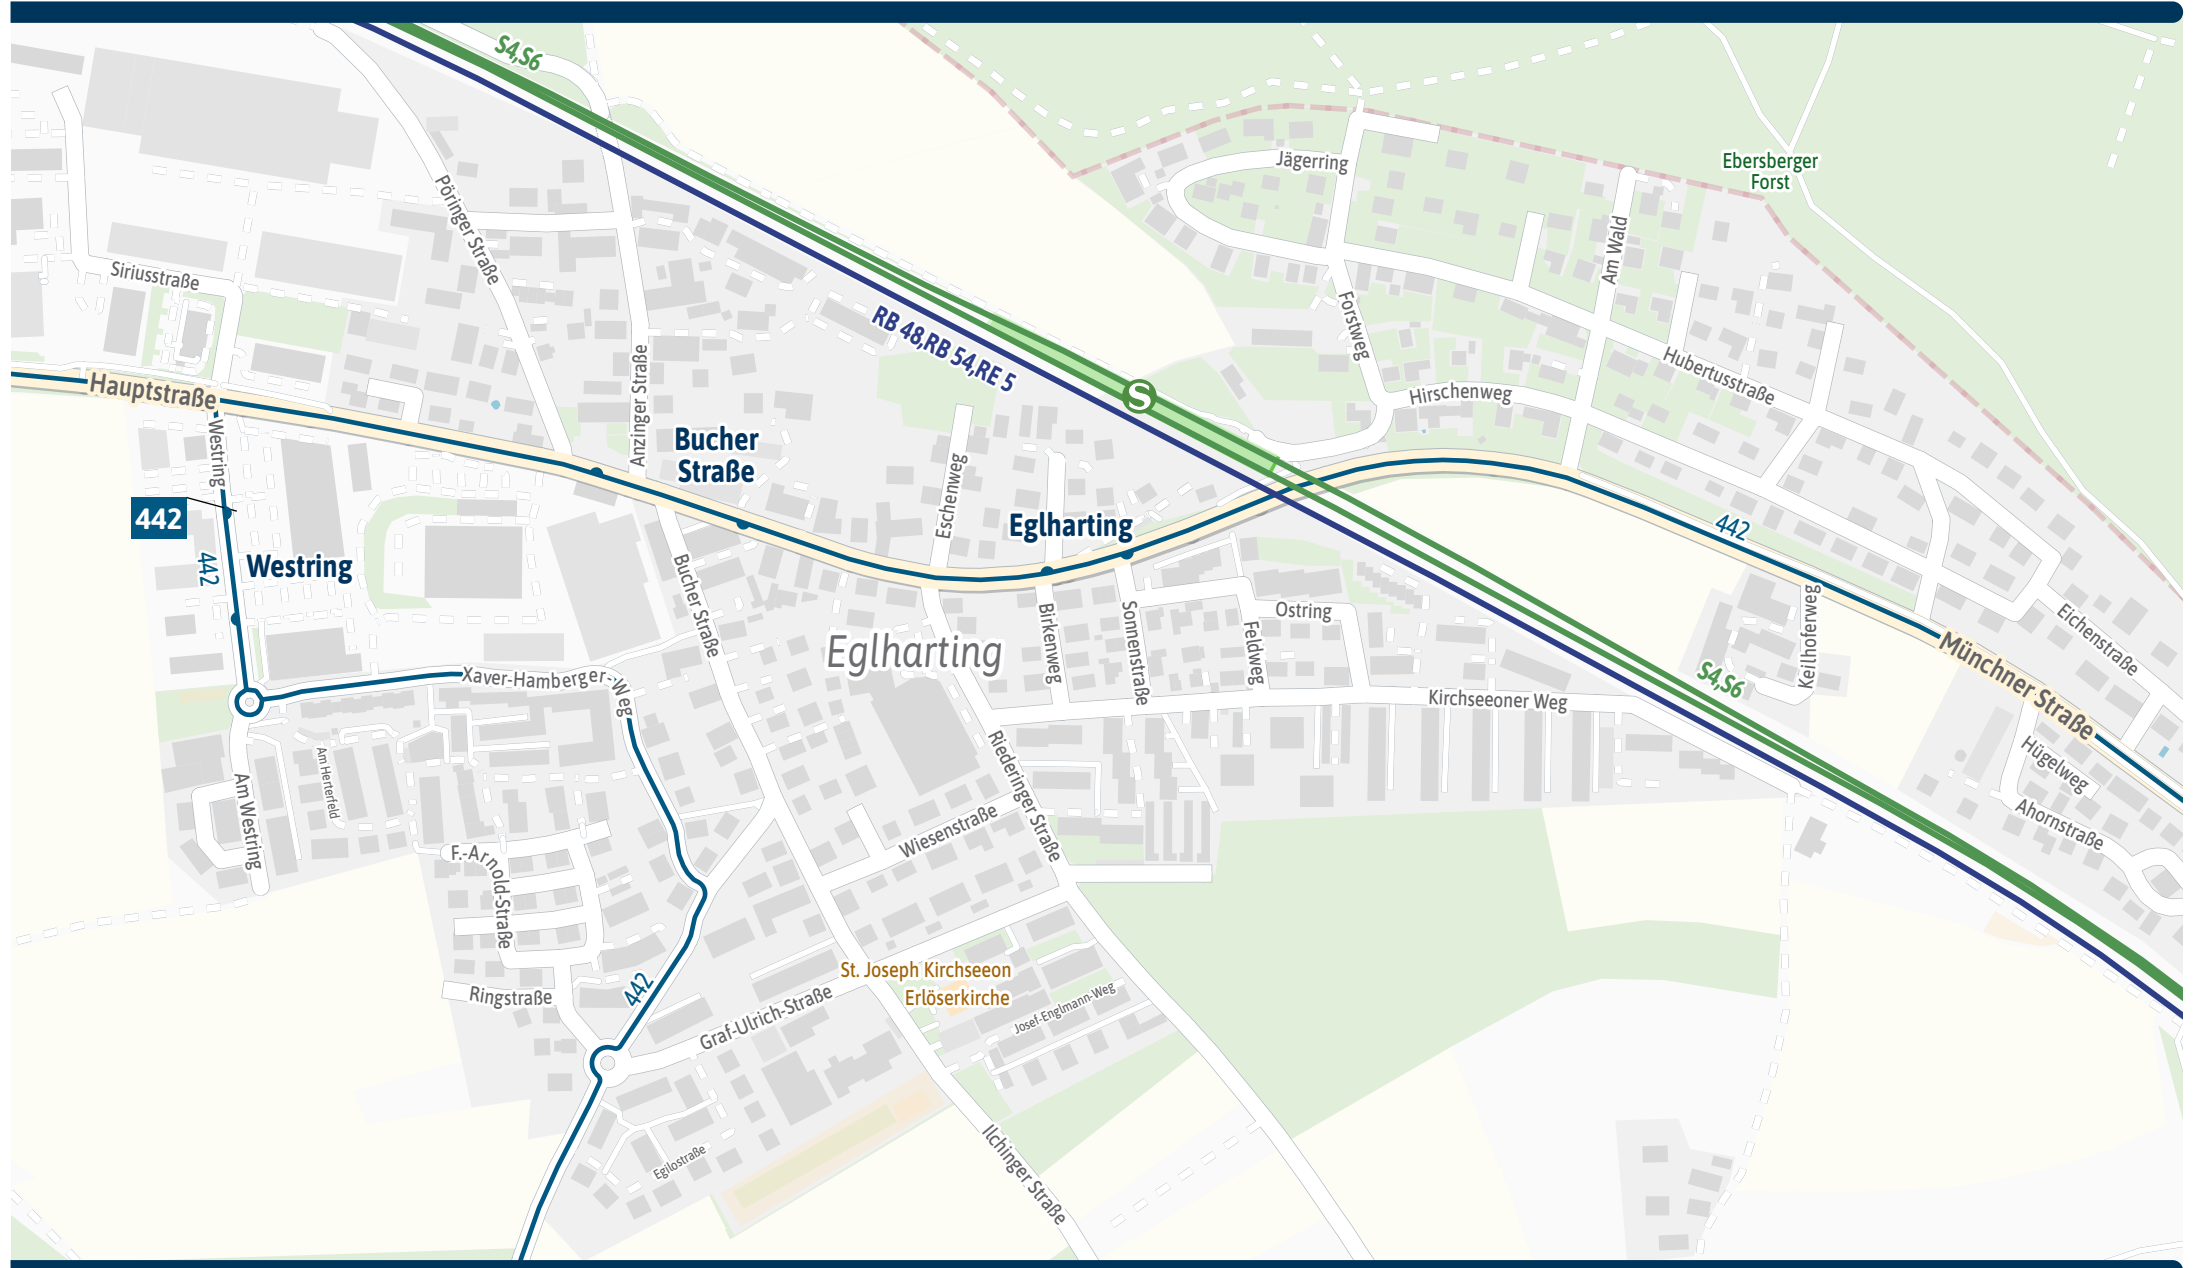 S4,S6
Jägerring
Ebersberger
Forst
Pöringer Straße
Am Wald
Siriusstraße
RB 48,RB 54,RE 5
Forstweg
Hubertusstraße
Anzinger Straße
S
Hauptstraße
Hirschenweg
Westring
Bucher
Straße
Eschenweg
442
Eglharting
442
442
Westring
Bucher Straße
Birkenweg
Sonnenstraße
Ostring
Feldweg
Keilhoferweg
Eichenstraße
Eglharting
Münchner Straße
Xaver-Hamberger-Weg
S4,S6
Kirchseeoner Weg
Am Herterfeld
Am Westring
Riederinger Straße
Hügelweg
Ahornstraße
Wiesenstraße
F.-Arnold-Straße
St. Joseph Kirchseeon
Erlöserkirche
442
Ringstraße
Graf-Ulrich-Straße
Josef-Englmann-Weg
Egilostraße
Ilchinger Straße